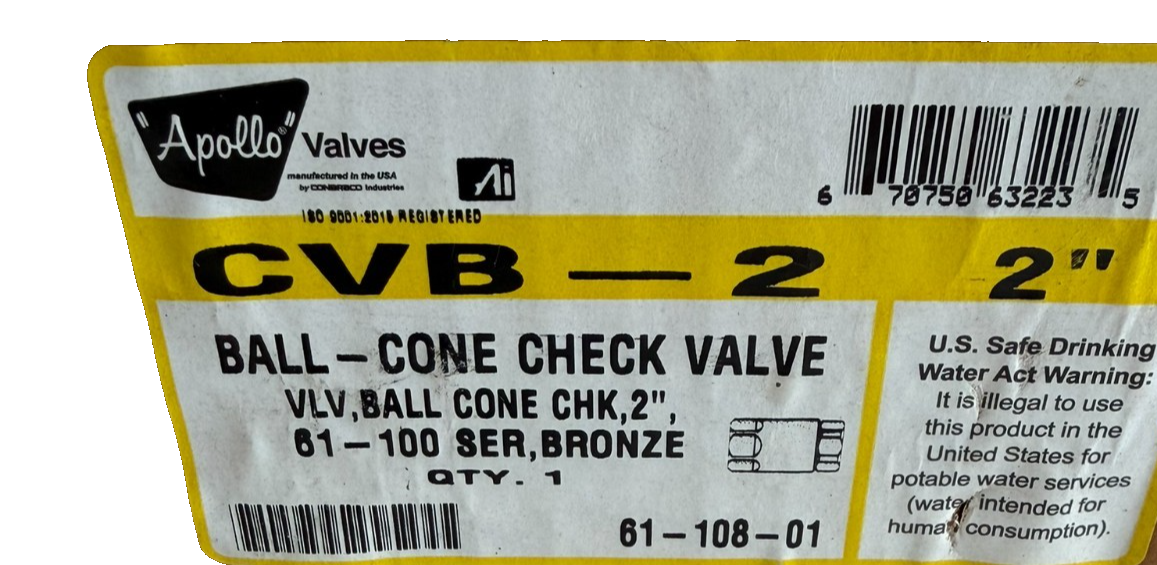 "Apollo"® Valves
manufactured in the USA
by CONBRACO Industries
Ai
ISO 9001:2015 REGISTERED
6 70750 63223 5
CVB-2 2"
BALL-CONE CHECK VALVE
VLV,BALL CONE CHK,2",
61-100 SER,BRONZE
QTY. 1
61-108-01
U.S. Safe Drinking
Water Act Warning:
It is illegal to use
this product in the
United States for
potable water services
(water intended for
human consumption).